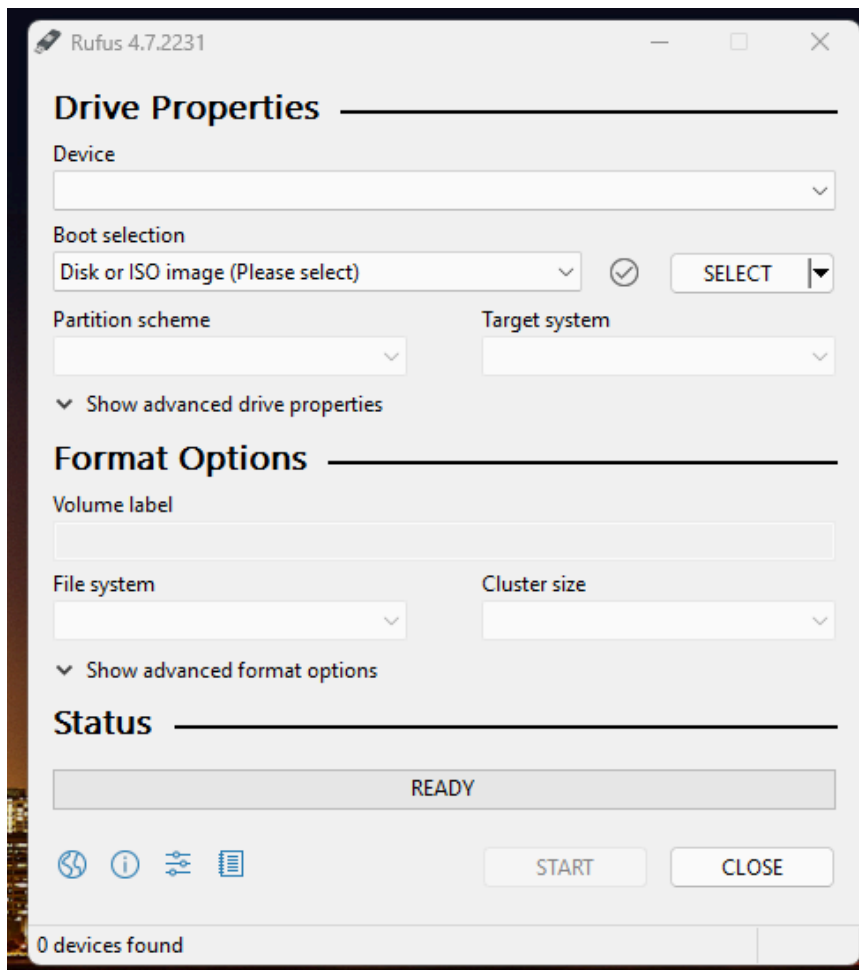 Rufus 4.7.2231
Drive Properties
Device
Boot selection
Disk or ISO image (Please select)
SELECT
Partition scheme
Target system
Show advanced drive properties
Format Options
Volume label
File system
Cluster size
Show advanced format options
Status
READY
START
CLOSE
0 devices found